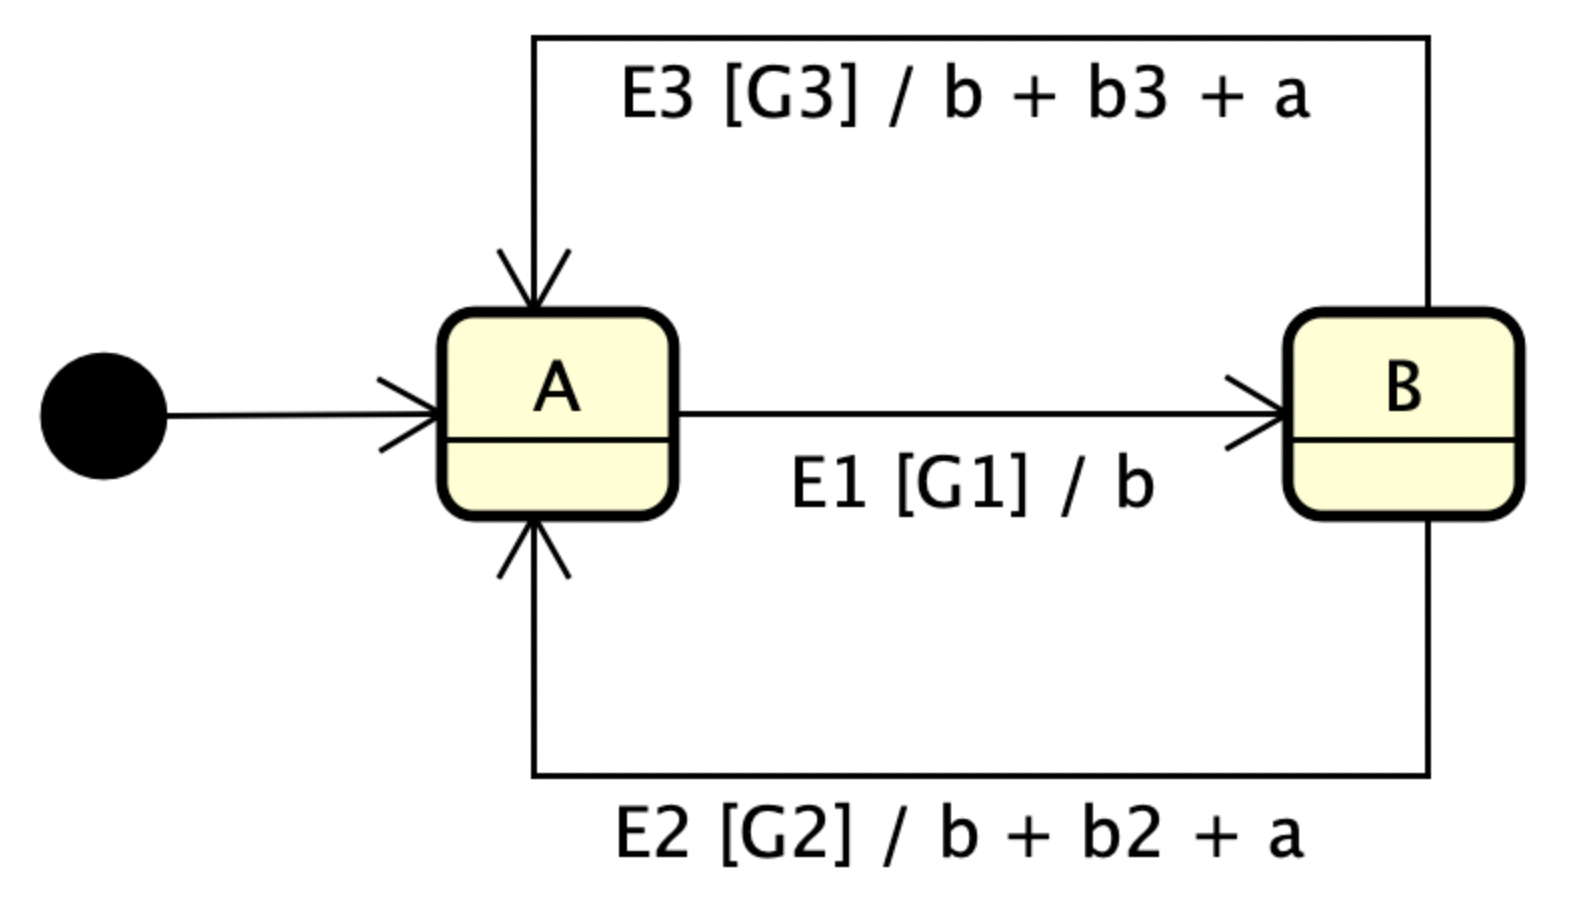 E3 [G3] / b + b3 + a
A
B
E1 [G1] / b
E2 [G2] / b + b2 + a